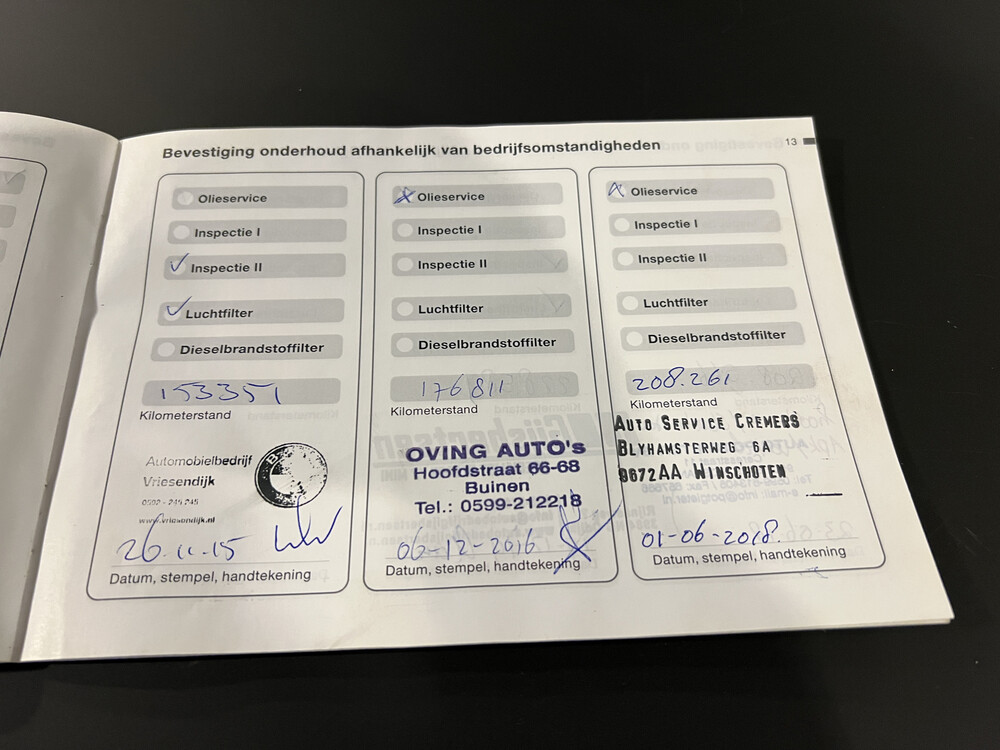 Bevestiging onderhoud afhankelijk van bedrijfsomstandigheden
13
Olieservice
Inspectie I
Inspectie II
Luchtfilter
Dieselbrandstoffilter
153351
Kilometerstand
Automobielbedrijf
Vriesendijk
www.vriesendijk.nl
26.11.15
Datum, stempel, handtekening
Olieservice
Inspectie I
Inspectie II
Luchtfilter
Dieselbrandstoffilter
176811
Kilometerstand
OVING AUTO's
Hoofdstraat 66-68
Buinen
Tel.: 0599-212218
06-12-2016
Datum, stempel, handtekening
Olieservice
Inspectie I
Inspectie II
Luchtfilter
Dieselbrandstoffilter
208.261
Kilometerstand
AUTO SERVICE CREMERS
BLYHAMSTERWEG 6A
9672AA WINSCHOTEN
01-06-2018.
Datum, stempel, handtekening